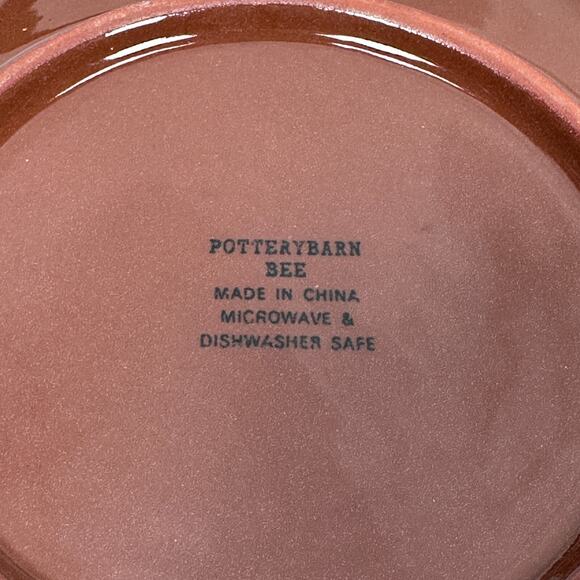 POTTERYBARN
BEE
MADE IN CHINA
MICROWAVE &
DISHWASHER SAFE